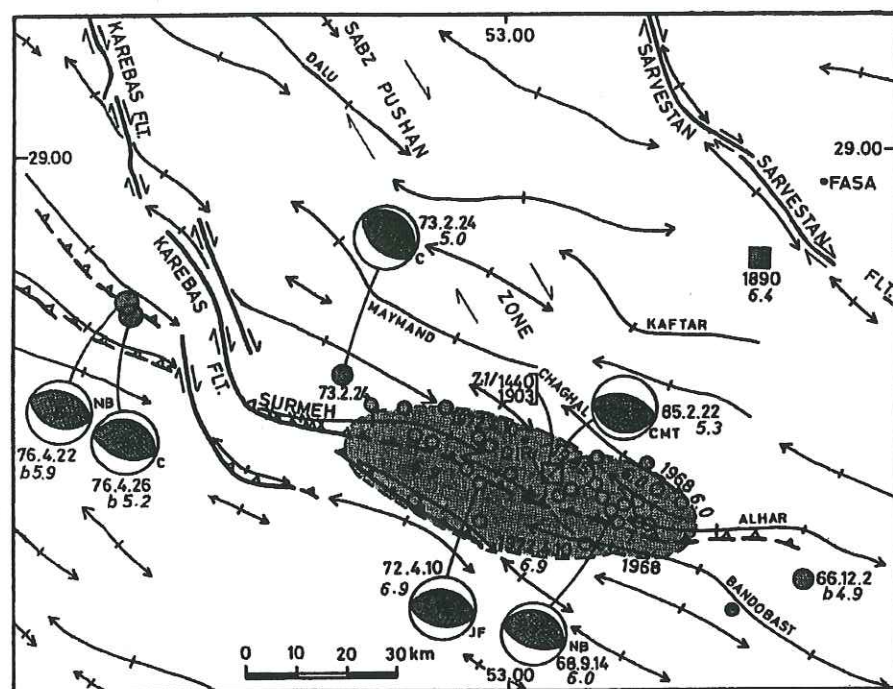 53.00
KAREBAS FLT.
DALU
SABZ
PUSHAN
ZONE
SARVESTAN
SARVESTAN
FLT.
29.00
29.00
FASA
73.2.24
5.0
C
1890
6.4
KAREBAS
FLT.
MAYMAND
KAFTAR
73.2.24
SURMEH
7.1/1440
1903
CHAGHAL
85.2.22
5.3
CMT
NB
76.4.22
b5.9
C
76.4.26
b5.2
1968 6.0
ALHAR
72.4.10
6.9
JF
6.9
1968
66.12.2
b4.9
BANDOBAST
NB
68.9.14
6.0
0 10 20 30 km
53.00